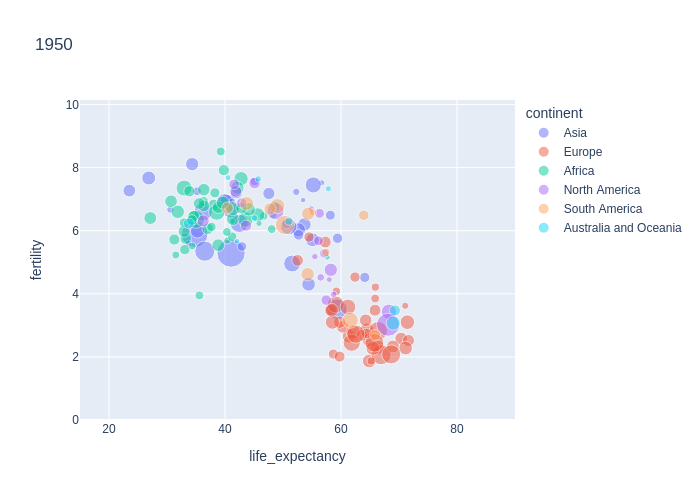 1950
continent
Asia
Europe
Africa
North America
South America
Australia and Oceania
10
8
6
4
2
0
fertility
20 40 60 80
life_expectancy